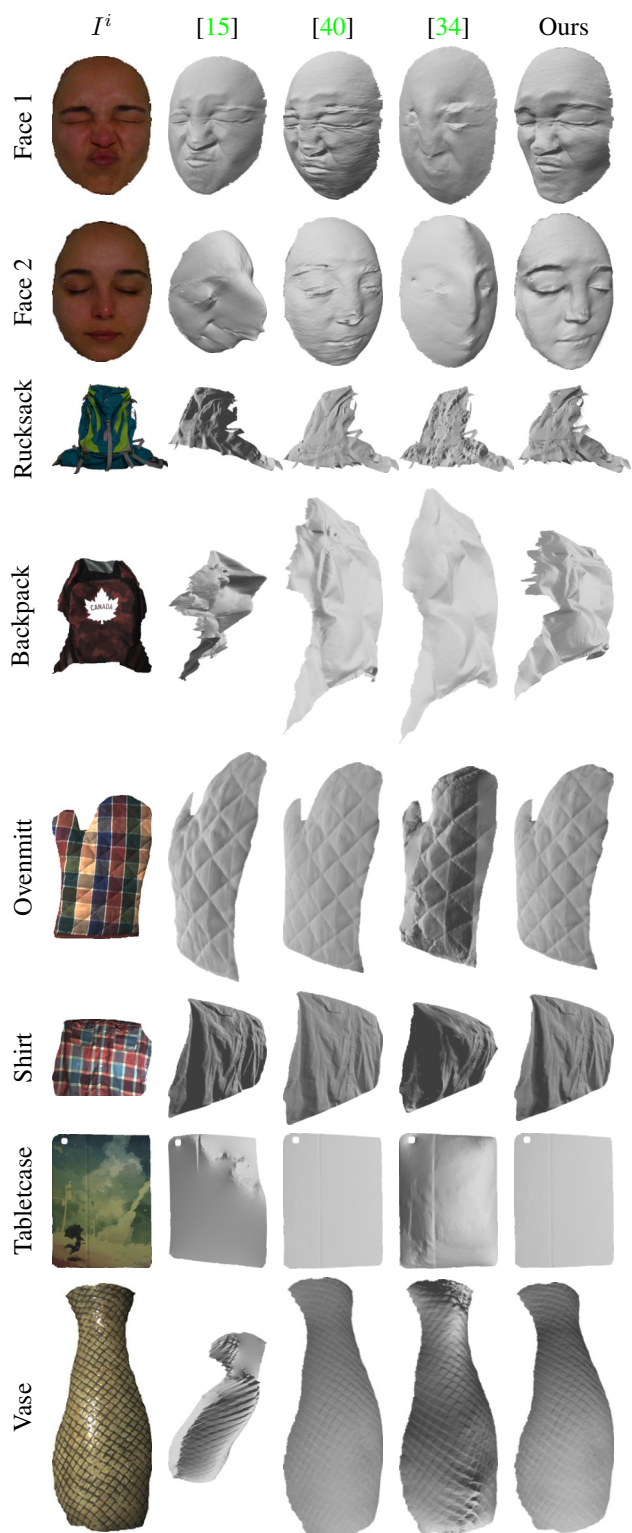 I^i [15] [40] [34] Ours
Face 1
Face 2
Rucksack
Backpack
CANADA
Ovenmitt
Shirt
Tabletcase
Vase